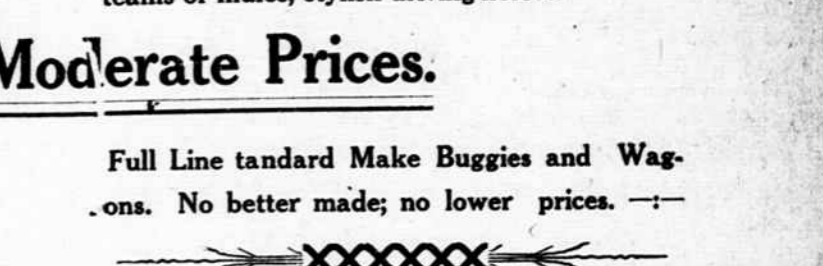 Moderate Prices.
Full Line tandard Make Buggies and Wag-
ons. No better made; no lower prices. —:—